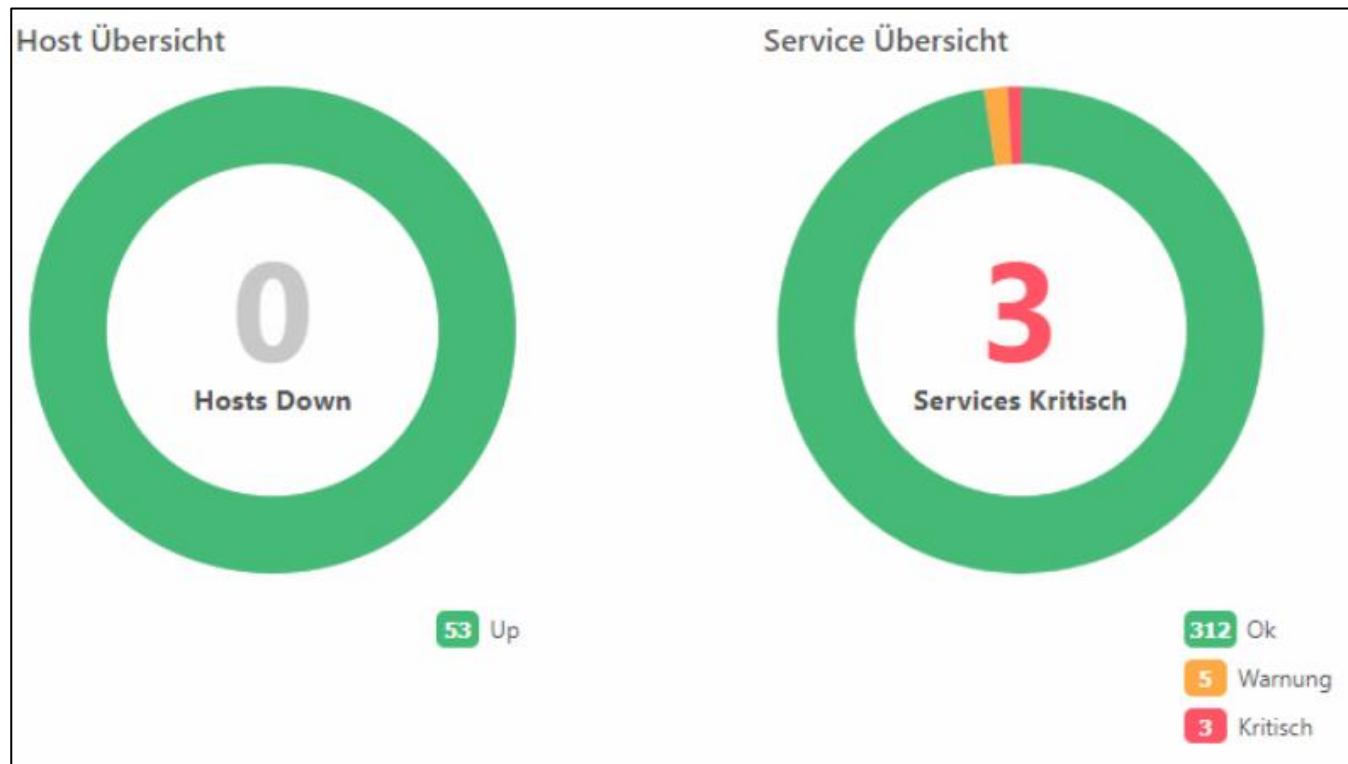 Host Übersicht
0
Hosts Down
53 Up
Service Übersicht
3
Services Kritisch
312 Ok
5 Warnung
3 Kritisch